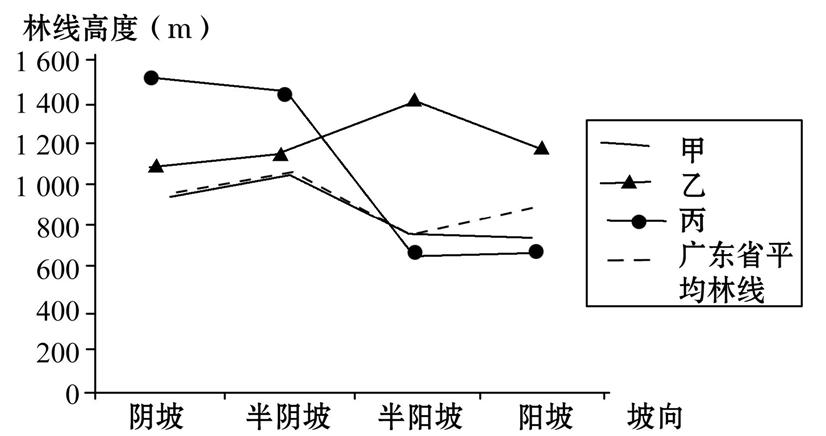 林线高度（m）
1 600
1 400
1 200
1 000
800
600
400
200
0
阴坡 半阴坡 半阳坡 阳坡 坡向
甲
乙
丙
广东省平
均林线